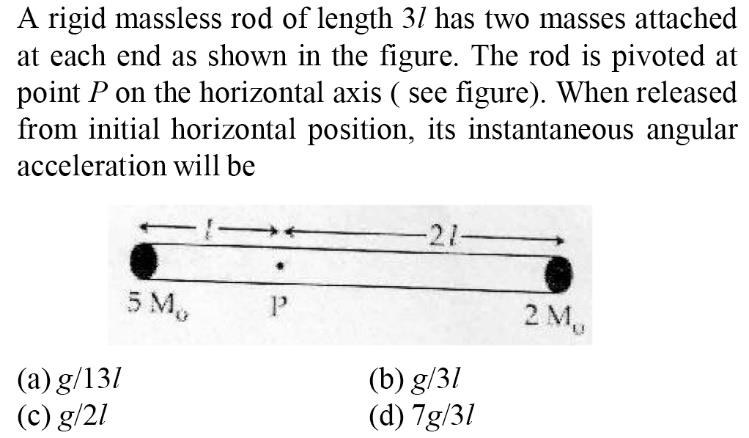 A rigid massless rod of length 3l has two masses attached
at each end as shown in the figure. The rod is pivoted at
point P on the horizontal axis ( see figure). When released
from initial horizontal position, its instantaneous angular
acceleration will be
l 2l
5 M₀ P 2 M₀
(a) g/13l (b) g/3l
(c) g/2l (d) 7g/3l